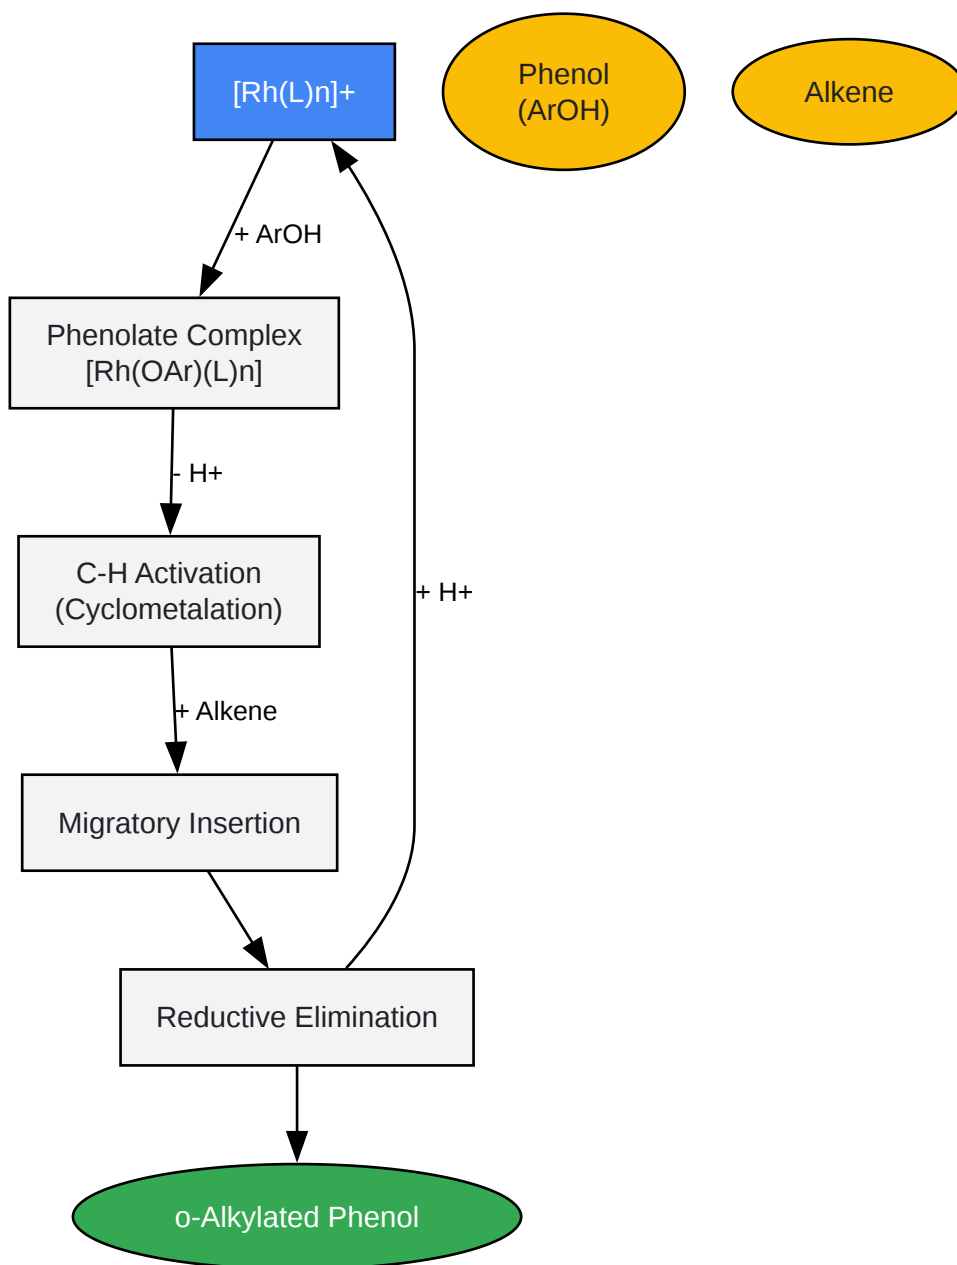 [Rh(L)n]+
Phenol
(ArOH)
Alkene
+ ArOH
Phenolate Complex
[Rh(OAr)(L)n]
- H+
C-H Activation
(Cyclometalation)
+ H+
+ Alkene
Migratory Insertion
Reductive Elimination
o-Alkylated Phenol